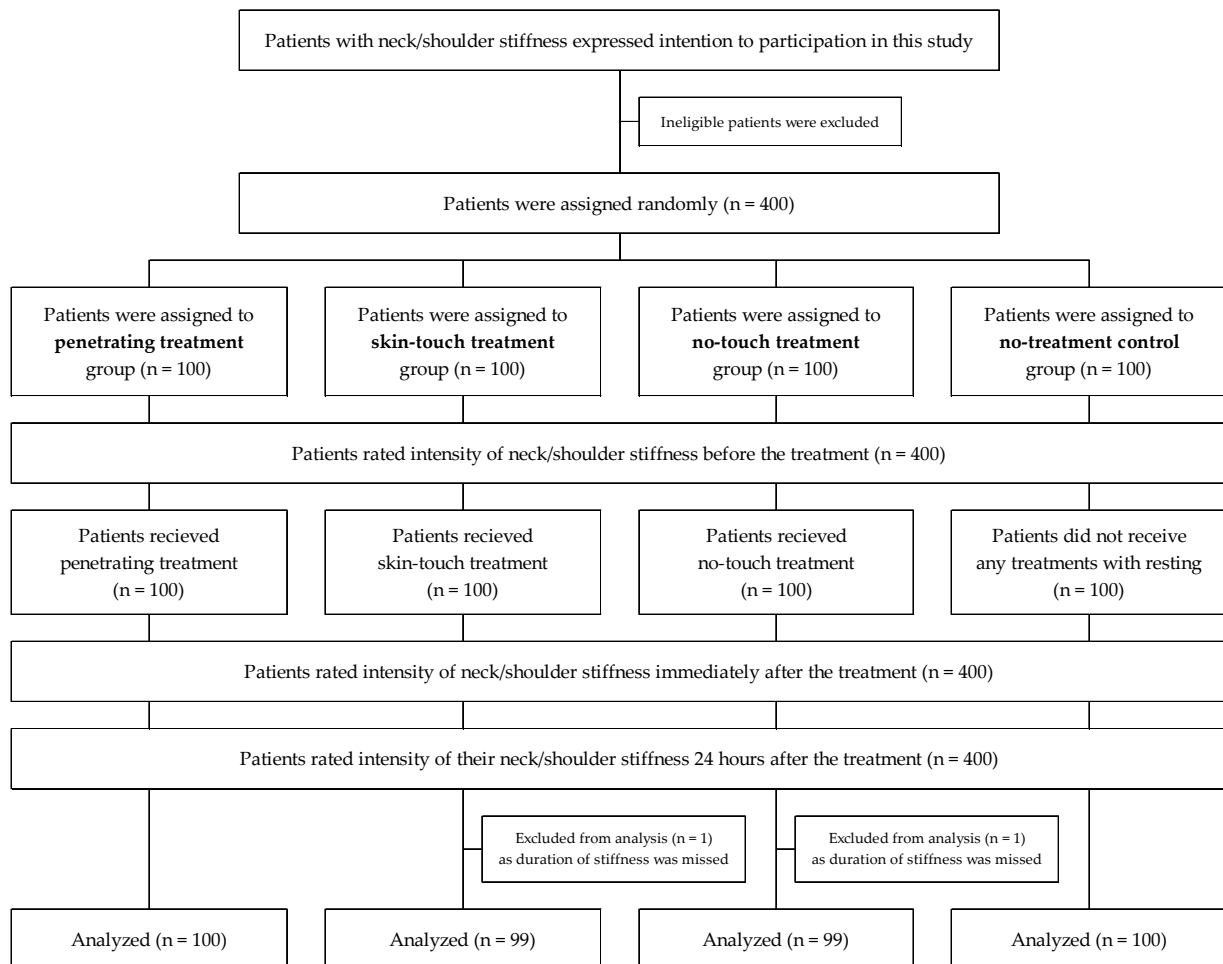 Patients with neck/shoulder stiffness expressed intention to participation in this study
Ineligible patients were excluded
Patients were assigned randomly (n = 400)
Patients were assigned to
penetrating treatment
group (n = 100)
Patients were assigned to
skin-touch treatment
group (n = 100)
Patients were assigned to
no-touch treatment
group (n = 100)
Patients were assigned to
no-treatment control
group (n = 100)
Patients rated intensity of neck/shoulder stiffness before the treatment (n = 400)
Patients recieved
penetrating treatment
(n = 100)
Patients recieved
skin-touch treatment
(n = 100)
Patients recieved
no-touch treatment
(n = 100)
Patients did not receive
any treatments with resting
(n = 100)
Patients rated intensity of neck/shoulder stiffness immediately after the treatment (n = 400)
Patients rated intensity of their neck/shoulder stiffness 24 hours after the treatment (n = 400)
Excluded from analysis (n = 1)
as duration of stiffness was missed
Excluded from analysis (n = 1)
as duration of stiffness was missed
Analyzed (n = 100)
Analyzed (n = 99)
Analyzed (n = 99)
Analyzed (n = 100)